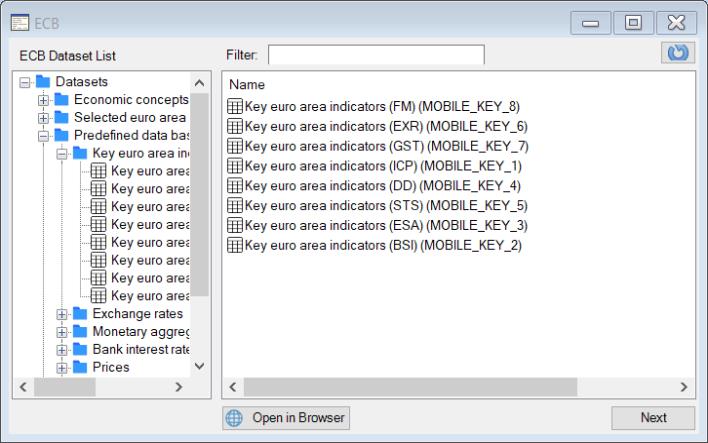 ECB
ECB Dataset List
Filter:
Datasets
Economic concepts
Selected euro area
Predefined data bas
Key euro area in
Key euro area
Key euro area
Key euro area
Key euro area
Key euro area
Key euro area
Key euro area
Key euro area
Exchange rates
Monetary aggreg
Bank interest rate
Prices
Name
Key euro area indicators (FM) (MOBILE_KEY_8)
Key euro area indicators (EXR) (MOBILE_KEY_6)
Key euro area indicators (GST) (MOBILE_KEY_7)
Key euro area indicators (ICP) (MOBILE_KEY_1)
Key euro area indicators (DD) (MOBILE_KEY_4)
Key euro area indicators (STS) (MOBILE_KEY_5)
Key euro area indicators (ESA) (MOBILE_KEY_3)
Key euro area indicators (BSI) (MOBILE_KEY_2)
Open in Browser
Next